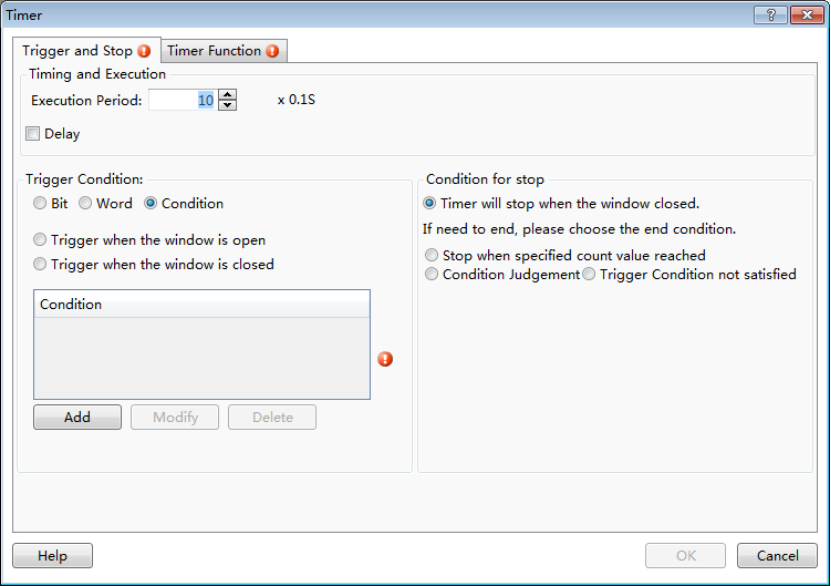 Timer
Trigger and Stop
Timer Function
Timing and Execution
Execution Period: 10 x 0.1S
Delay
Trigger Condition:
Bit Word Condition
Trigger when the window is open
Trigger when the window is closed
Condition
Add Modify Delete
Condition for stop
Timer will stop when the window closed.
If need to end, please choose the end condition.
Stop when specified count value reached
Condition Judgement Trigger Condition not satisfied
Help OK Cancel